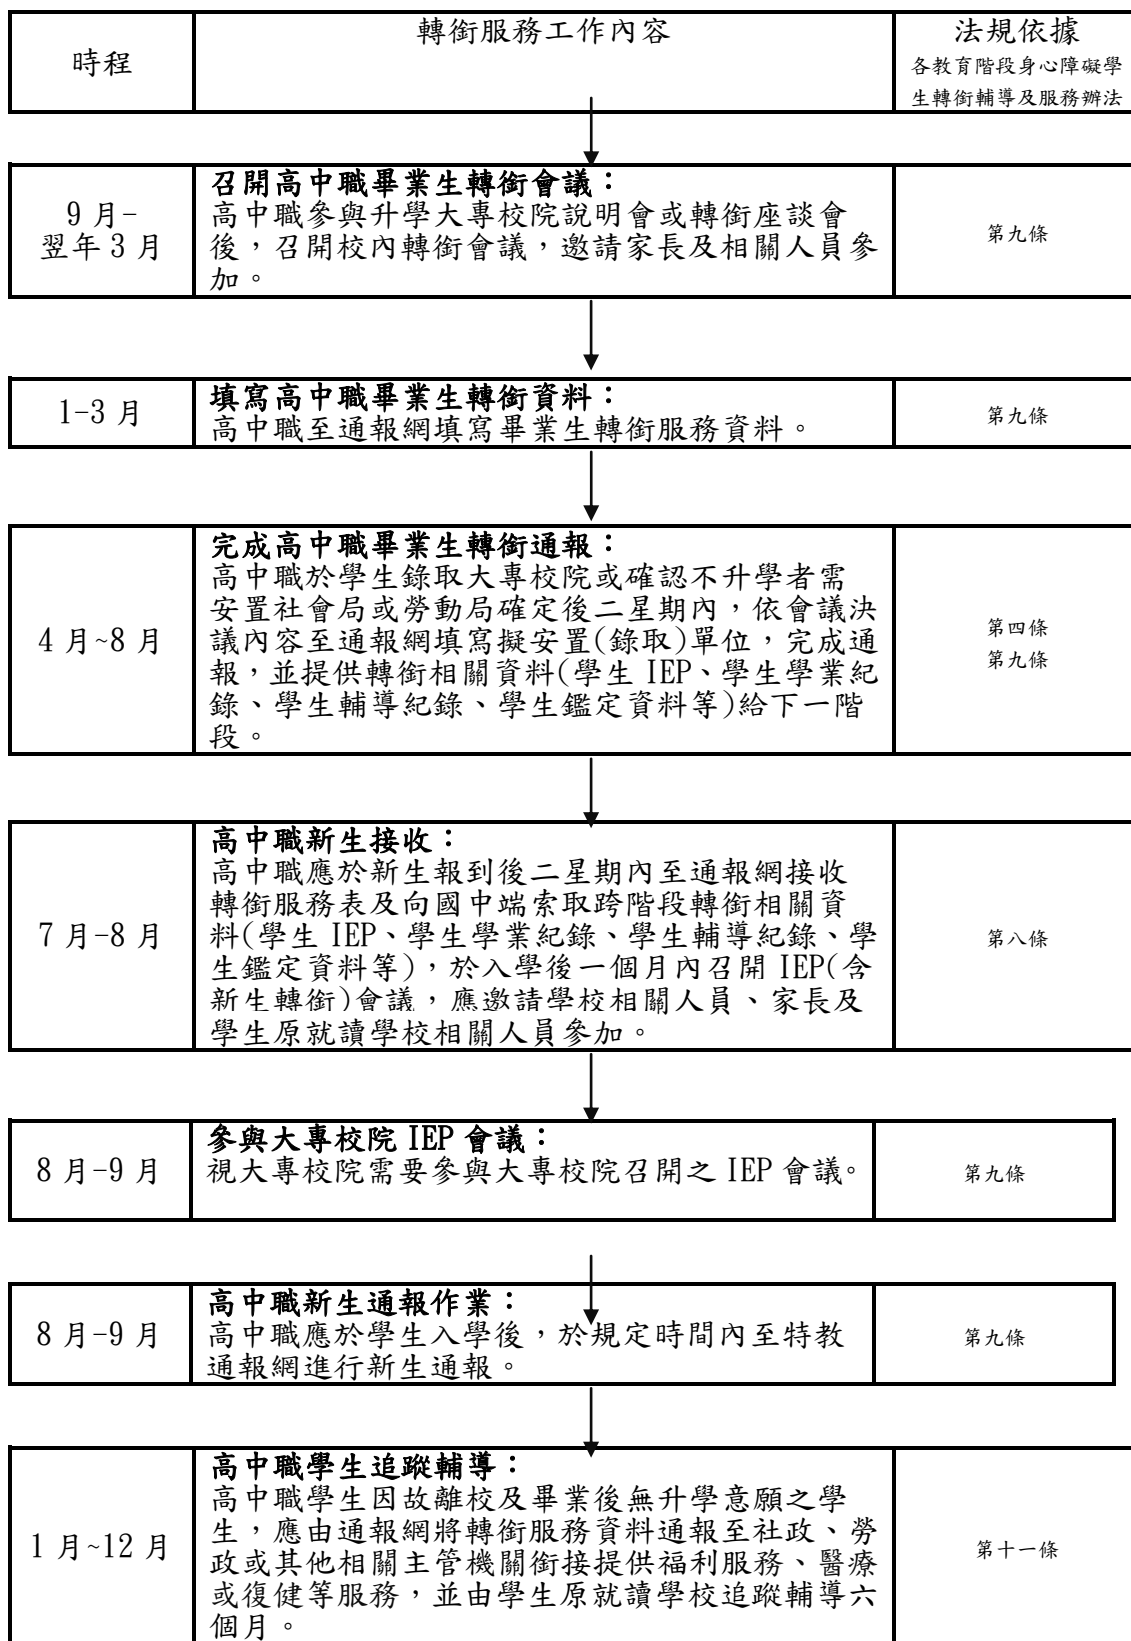 時程
轉銜服務工作內容
法規依據
各教育階段身心障礙學
生轉銜輔導及服務辦法
9 月-
翌年 3 月
召開高中職畢業生轉銜會議：
高中職參與升學大專校院說明會或轉銜座談會
後，召開校內轉銜會議，邀請家長及相關人員參
加。
第九條
1-3 月
填寫高中職畢業生轉銜資料：
高中職至通報網填寫畢業生轉銜服務資料。
第九條
4 月~8 月
完成高中職畢業生轉銜通報：
高中職於學生錄取大專校院或確認不升學者需
安置社會局或勞動局確定後二星期內，依會議決
議內容至通報網填寫擬安置(錄取)單位，完成通
報，並提供轉銜相關資料(學生 IEP、學生學業紀
錄、學生輔導紀錄、學生鑑定資料等)給下一階
段。
第四條
第九條
7 月-8 月
高中職新生接收：
高中職應於新生報到後二星期內至通報網接收
轉銜服務表及向國中端索取跨階段轉銜相關資
料(學生 IEP、學生學業紀錄、學生輔導紀錄、學
生鑑定資料等)，於入學後一個月內召開 IEP(含
新生轉銜)會議，應邀請學校相關人員、家長及
學生原就讀學校相關人員參加。
第八條
8 月-9 月
參與大專校院 IEP 會議：
視大專校院需要參與大專校院召開之 IEP 會議。
第九條
8 月-9 月
高中職新生通報作業：
高中職應於學生入學後，於規定時間內至特教
通報網進行新生通報。
第九條
1 月~12 月
高中職學生追蹤輔導：
高中職學生因故離校及畢業後無升學意願之學
生，應由通報網將轉銜服務資料通報至社政、勞
政或其他相關主管機關銜接提供福利服務、醫療
或復健等服務，並由學生原就讀學校追蹤輔導六
個月。
第十一條